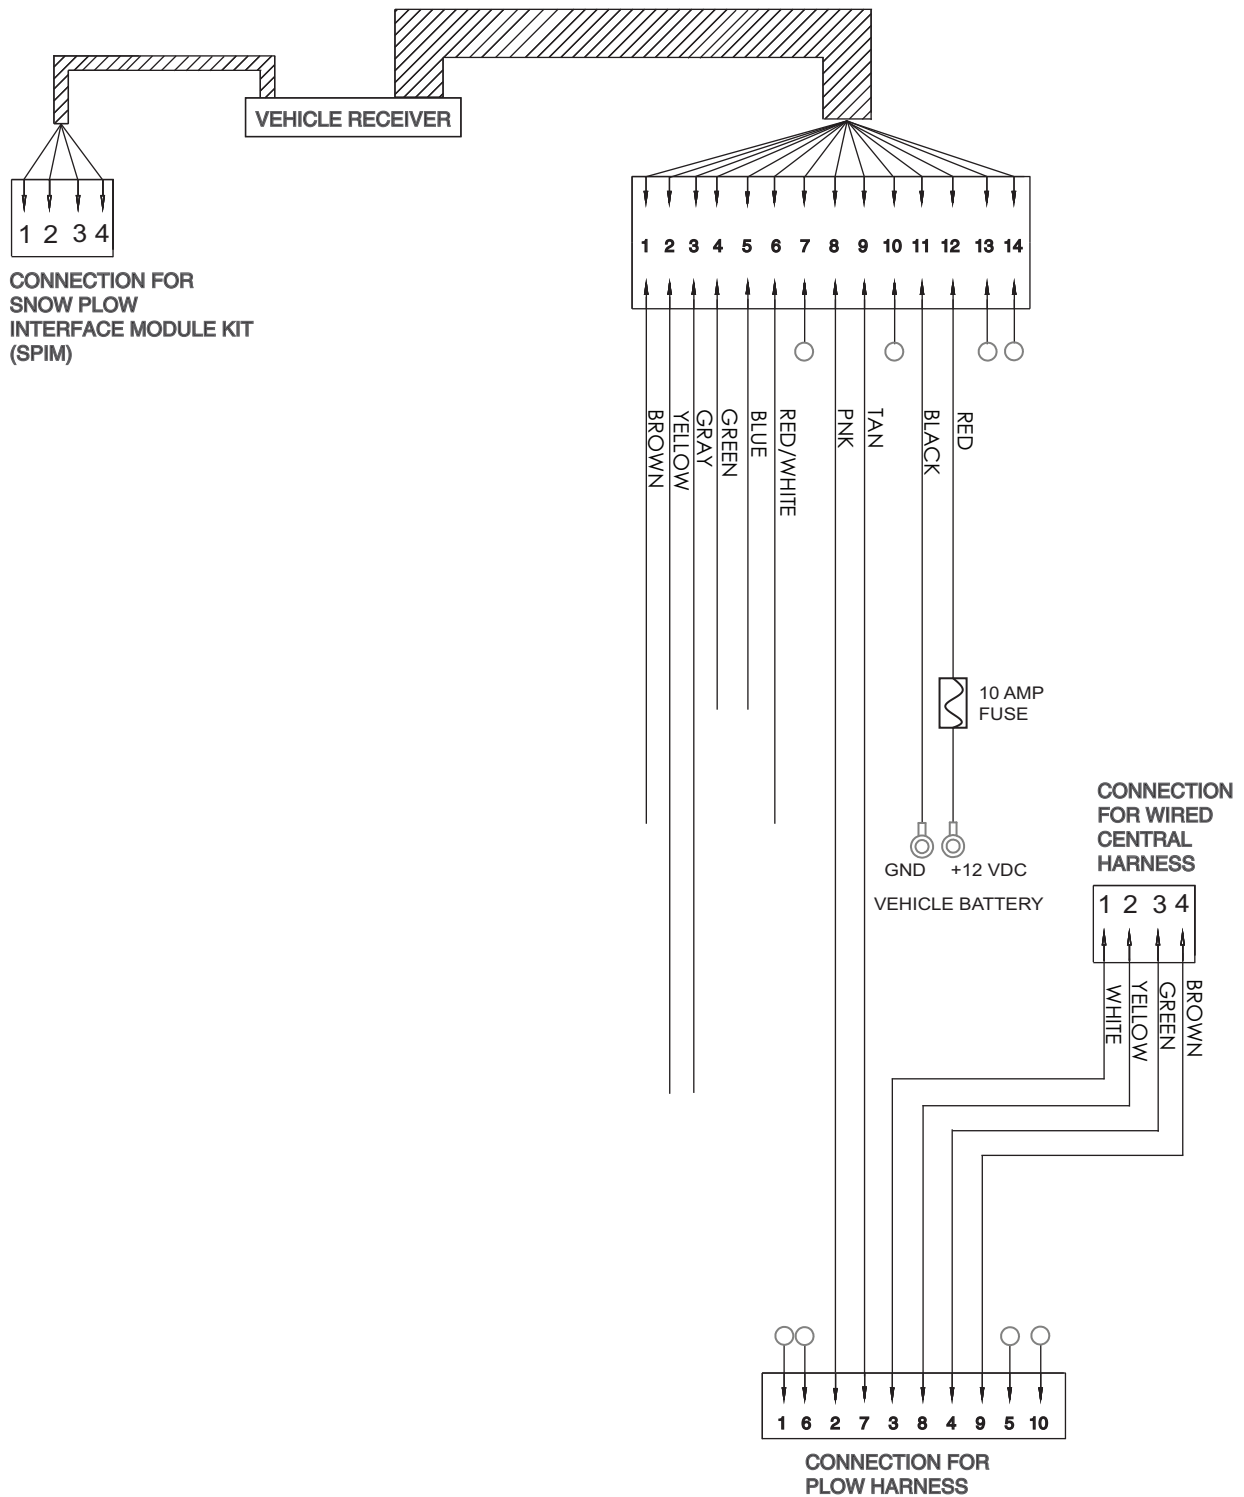 VEHICLE RECEIVER
1 2 3 4
CONNECTION FOR
SNOW PLOW
INTERFACE MODULE KIT
(SPIM)
1 2 3 4 5 6 7 8 9 10 11 12 13 14
BROWN
YELLOW
GRAY
GREEN
BLUE
RED/WHITE
PNK
TAN
BLACK
RED
10 AMP
FUSE
GND +12 VDC
VEHICLE BATTERY
CONNECTION
FOR WIRED
CENTRAL
HARNESS
1 2 3 4
WHITE
YELLOW
GREEN
BROWN
1 6 2 7 3 8 4 9 5 10
CONNECTION FOR
PLOW HARNESS